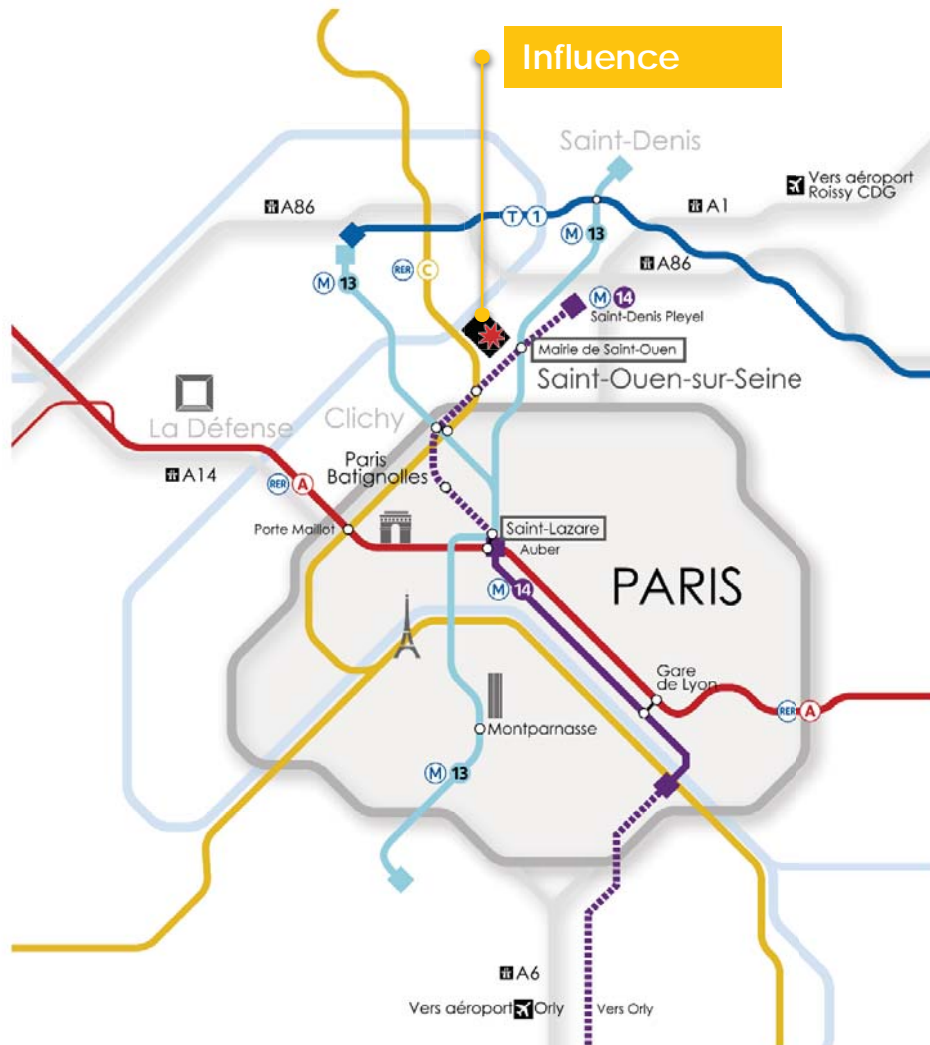 Influence
Saint-Denis
Vers aéroport
Roissy CDG
A86
A1
T 1
M 13
A86
RER C
M 13
M 14
Saint-Denis Pleyel
Mairie de Saint-Ouen
Saint-Ouen-sur-Seine
La Défense
Clichy
A14
Paris
Batignolles
RER A
Porte Maillot
Saint-Lazare
Auber
M 14
PARIS
Gare
de Lyon
RER A
Montparnasse
M 13
A6
Vers aéroport Orly
Vers Orly